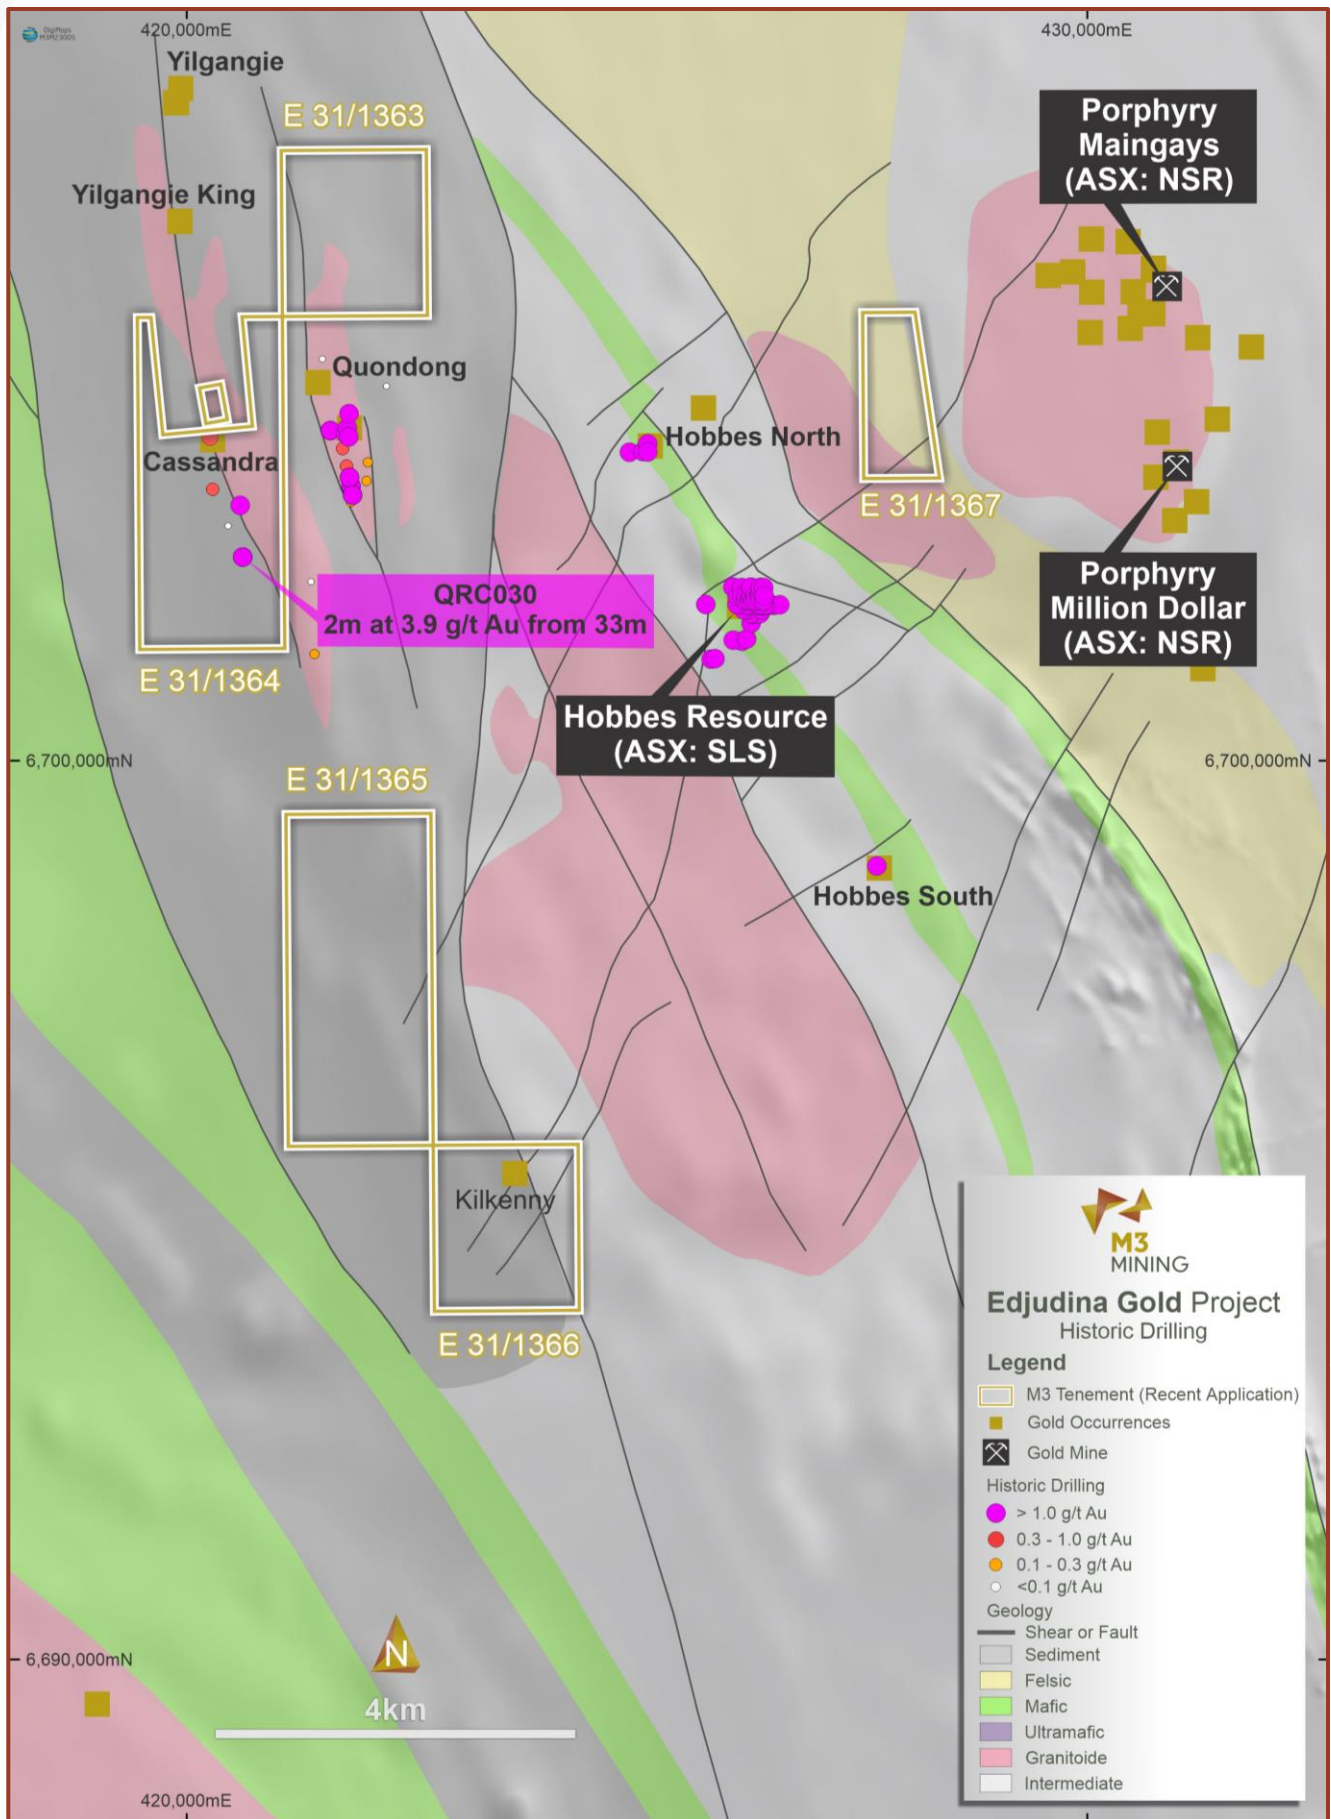 DigiMaps
M3M23005
420,000mE
430,000mE
Yilgangie
E 31/1363
Porphyry
Maingays
(ASX: NSR)
Yilgangie King
Quondong
Hobbes North
Cassandra
E 31/1367
QRC030
2m at 3.9 g/t Au from 33m
Porphyry
Million Dollar
(ASX: NSR)
E 31/1364
Hobbes Resource
(ASX: SLS)
6,700,000mN
6,700,000mN
E 31/1365
Hobbes South
Kilkenny
E 31/1366
M3
MINING
Edjudina Gold Project
Historic Drilling
Legend
M3 Tenement (Recent Application)
Gold Occurrences
Gold Mine
Historic Drilling
> 1.0 g/t Au
0.3 - 1.0 g/t Au
0.1 - 0.3 g/t Au
<0.1 g/t Au
Geology
Shear or Fault
Sediment
Felsic
Mafic
Ultramafic
Granitoide
Intermediate
6,690,000mN
N
4km
420,000mE